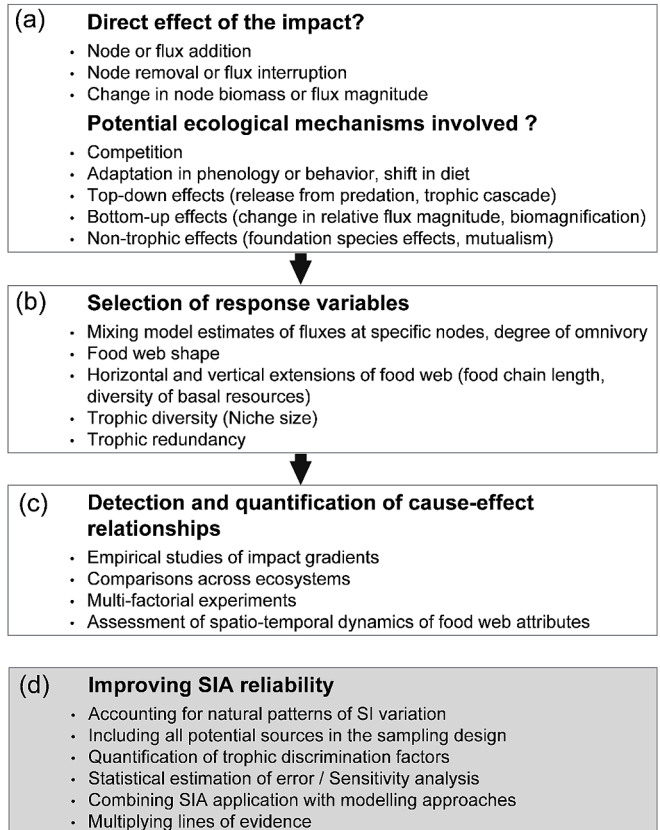 (a) Direct effect of the impact?
• Node or flux addition
• Node removal or flux interruption
• Change in node biomass or flux magnitude
Potential ecological mechanisms involved ?
• Competition
• Adaptation in phenology or behavior, shift in diet
• Top-down effects (release from predation, trophic cascade)
• Bottom-up effects (change in relative flux magnitude, biomagnification)
• Non-trophic effects (foundation species effects, mutualism)
(b) Selection of response variables
• Mixing model estimates of fluxes at specific nodes, degree of omnivory
• Food web shape
• Horizontal and vertical extensions of food web (food chain length,
diversity of basal resources)
• Trophic diversity (Niche size)
• Trophic redundancy
(c) Detection and quantification of cause-effect
relationships
• Empirical studies of impact gradients
• Comparisons across ecosystems
• Multi-factorial experiments
• Assessment of spatio-temporal dynamics of food web attributes
(d) Improving SIA reliability
• Accounting for natural patterns of SI variation
• Including all potential sources in the sampling design
• Quantification of trophic discrimination factors
• Statistical estimation of error / Sensitivity analysis
• Combining SIA application with modelling approaches
• Multiplying lines of evidence